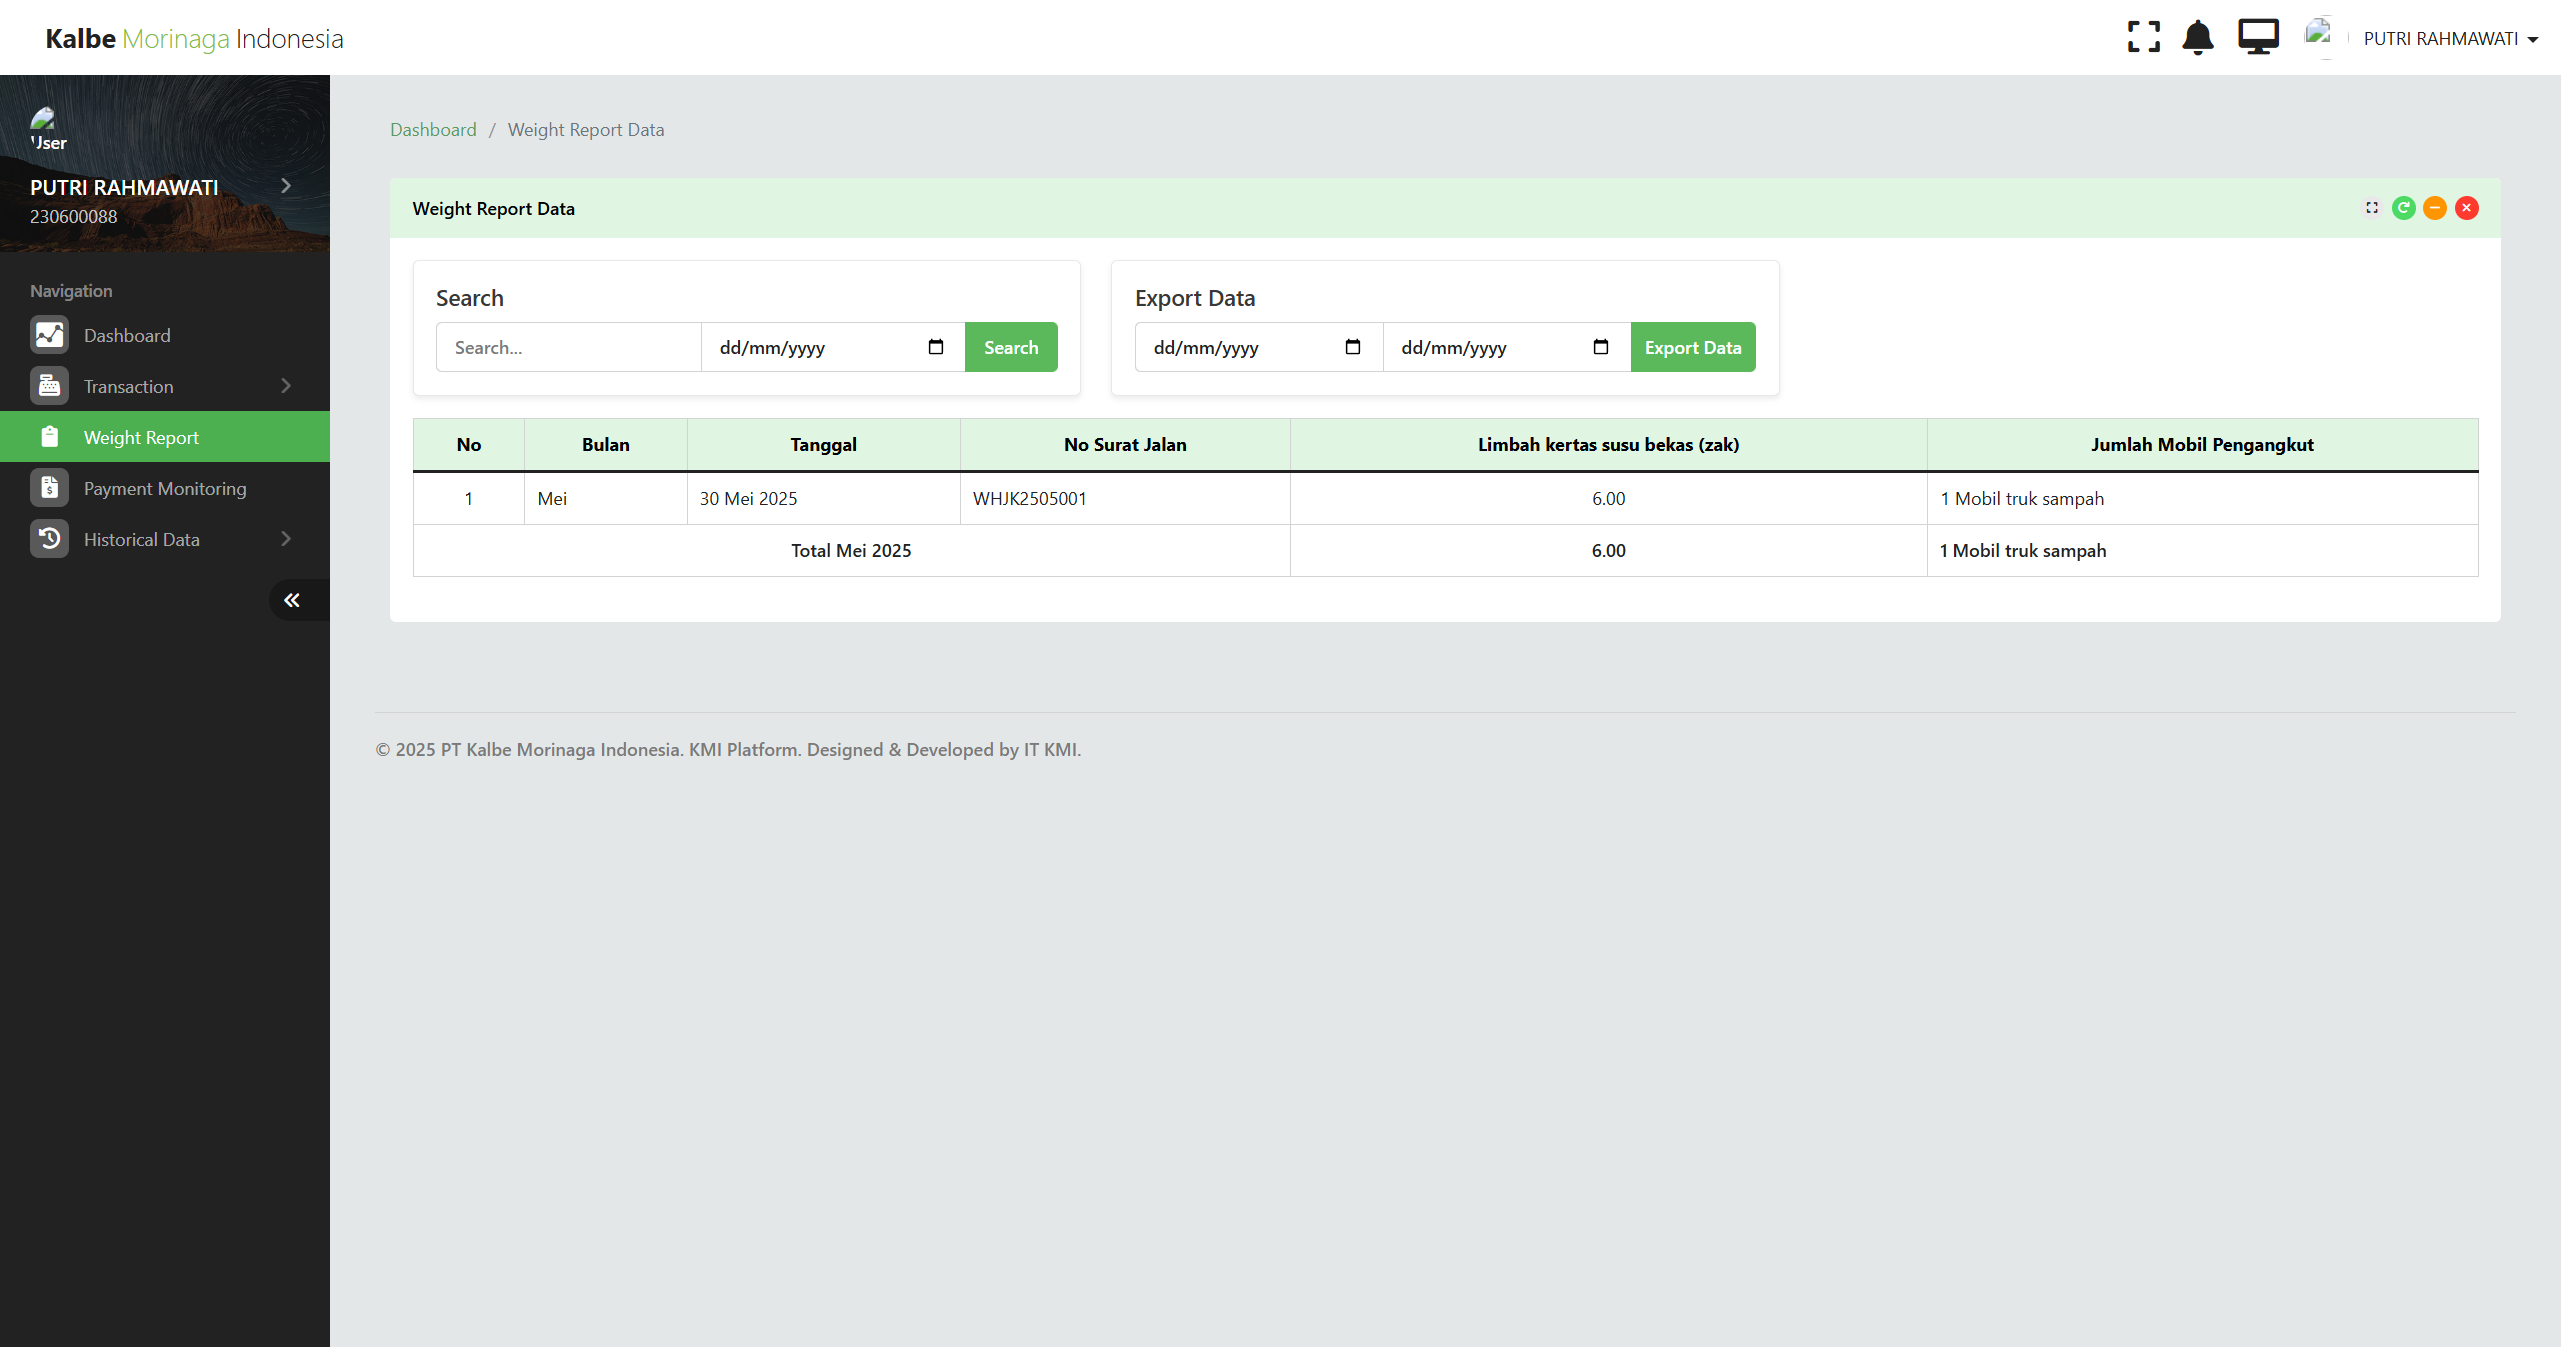 Kalbe Morinaga Indonesia
PUTRI RAHMAWATI
User
PUTRI RAHMAWATI
230600088
Navigation
Dashboard
Transaction
Weight Report
Payment Monitoring
Historical Data
Dashboard / Weight Report Data
Weight Report Data
Search
Search... dd/mm/yyyy Search
Export Data
dd/mm/yyyy dd/mm/yyyy Export Data
No Bulan Tanggal No Surat Jalan Limbah kertas susu bekas (zak) Jumlah Mobil Pengangkut
1 Mei 30 Mei 2025 WHJK2505001 6.00 1 Mobil truk sampah
Total Mei 2025 6.00 1 Mobil truk sampah
© 2025 PT Kalbe Morinaga Indonesia. KMI Platform. Designed & Developed by IT KMI.